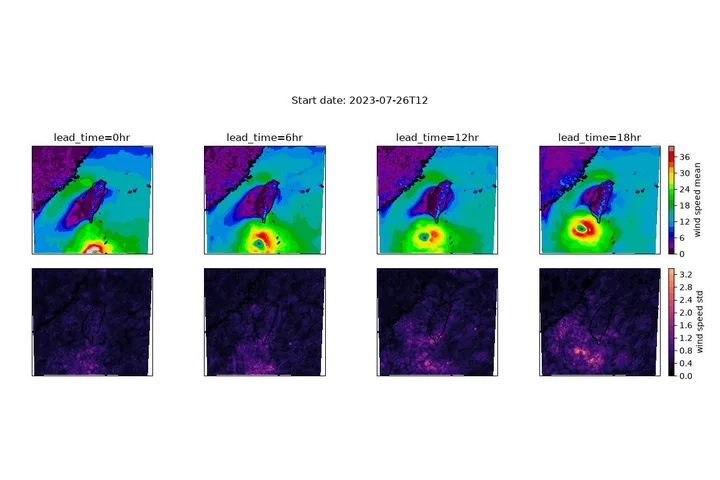 Start date: 2023-07-26T12
lead_time=0hr
lead_time=6hr
lead_time=12hr
lead_time=18hr
36
30
24
18
12
6
0
wind speed mean
3.2
2.8
2.4
2.0
1.6
1.2
0.8
0.4
0.0
wind speed std